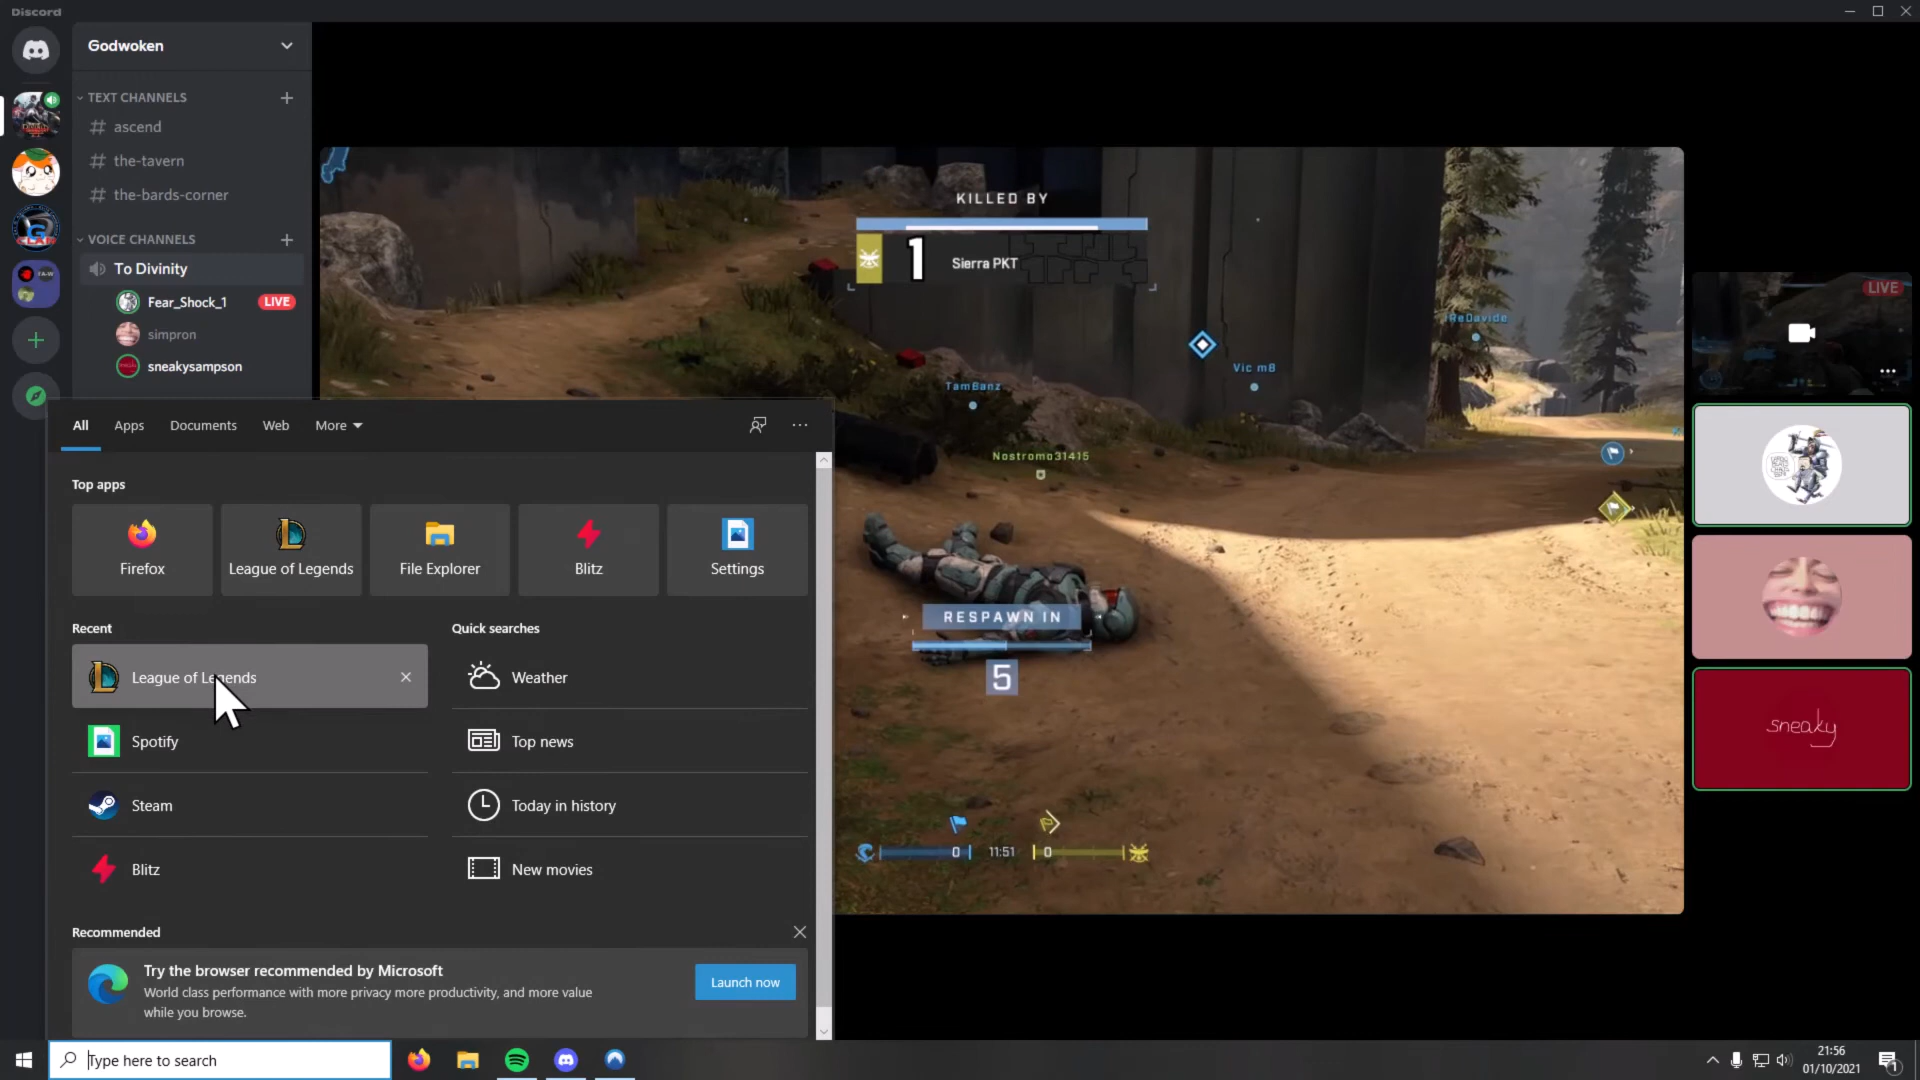 Discord
Godwoken
TEXT CHANNELS
# ascend
# the-tavern
# the-bards-corner
VOICE CHANNELS
To Divinity
Fear_Shock_1
LIVE
simpron
sneakysampson
KILLED BY
1
Sierra PKT
ReDavide
Vic m8
TamBanz
Nostromo31415
RESPAWN IN
5
0
11:51
0
LIVE
sneaky
All
Apps
Documents
Web
More
Top apps
Firefox
League of Legends
File Explorer
Blitz
Settings
Recent
League of Legends
Spotify
Steam
Blitz
Quick searches
Weather
Top news
Today in history
New movies
Recommended
Try the browser recommended by Microsoft
World class performance with more privacy more productivity, and more value
while you browse.
Launch now
Type here to search
21:56
01/10/2021
1